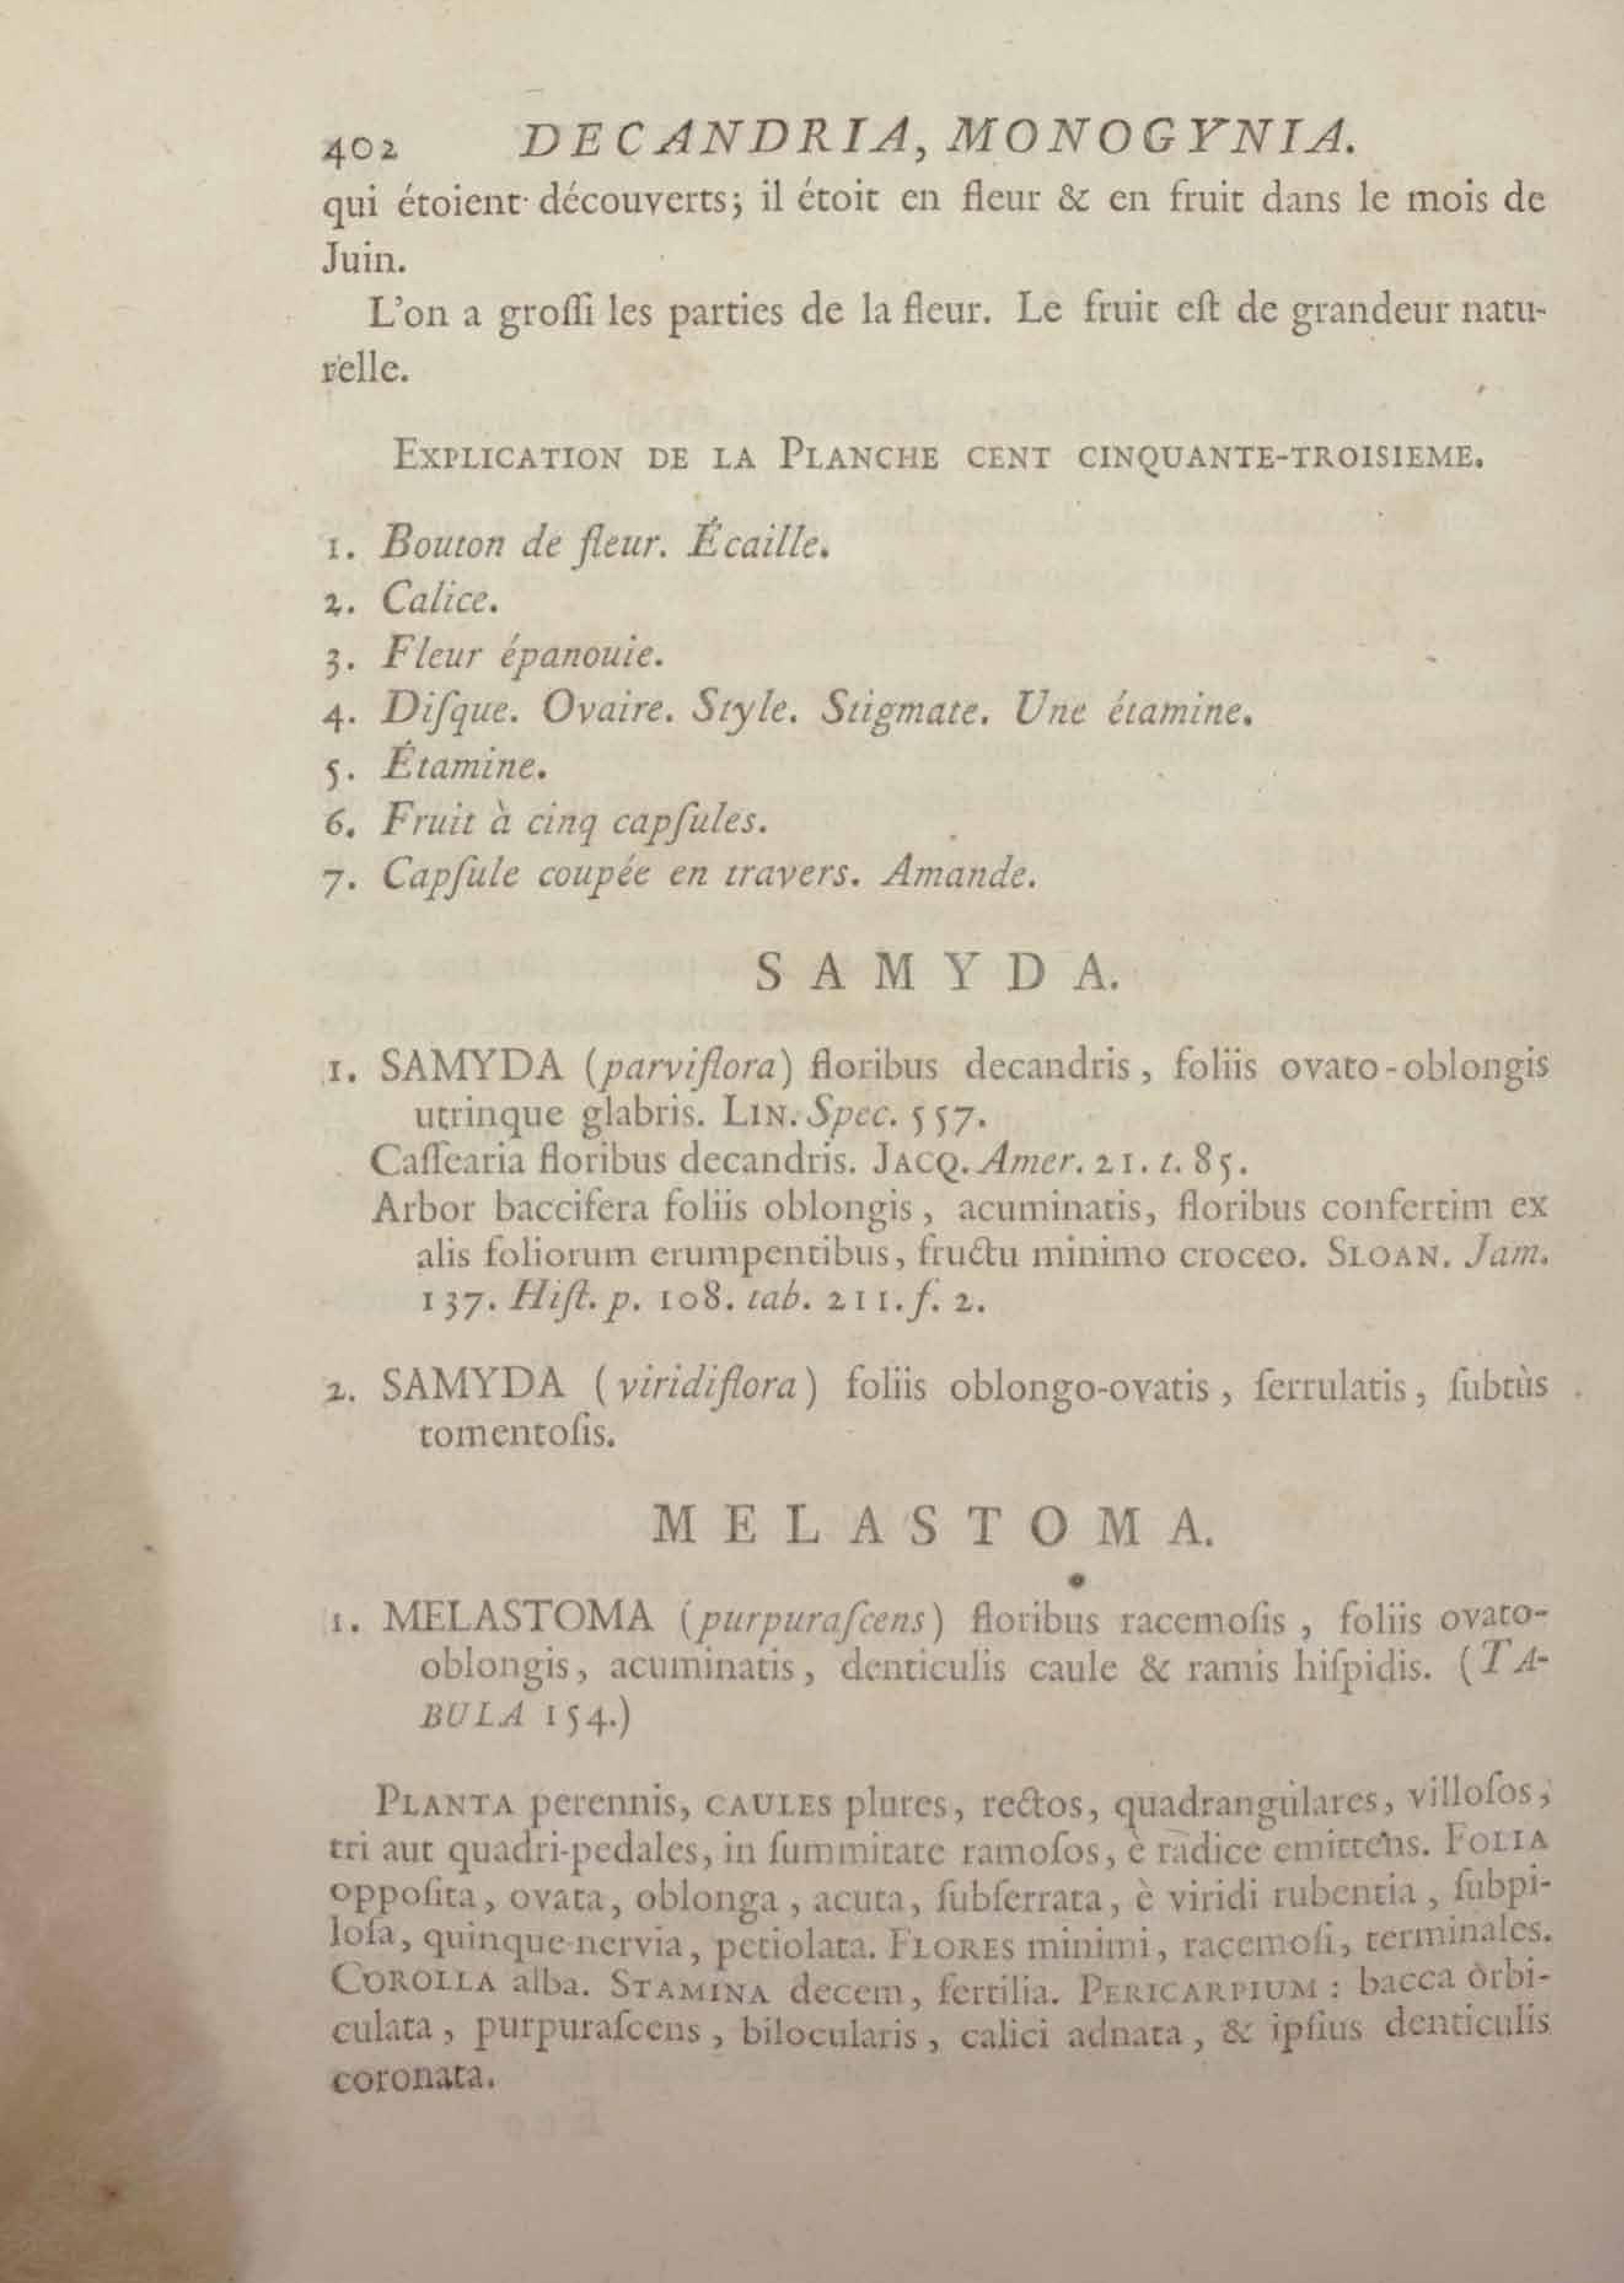 402 DECANDRIA, MONOGYNIA.
qui étoient découverts; il étoit en fleur & en fruit dans le mois de
Juin.
L'on a groſſi les parties de la fleur. Le fruit eſt de grandeur natu-
relle.
EXPLICATION DE LA PLANCHE CENT CINQUANTE-TROISIEME.
1. Bouton de fleur. Écaille.
2. Calice.
3. Fleur épanouie.
4. Diſque. Ovaire. Style. Stigmate. Une étamine.
5. Étamine.
6. Fruit à cinq capſules.
7. Capſule coupée en travers. Amande.
SAMYDA.
1. SAMYDA (parviflora) floribus decandris, foliis ovato-oblongis
utrinque glabris. LIN. Spec. 557.
Caſſearia floribus decandris. JACQ. Amer. 21. t. 85.
Arbor baccifera foliis oblongis, acuminatis, floribus confertim ex
alis foliorum erumpentibus, fructu minimo croceo. SLOAN. Jam.
137. Hiſt. p. 108. tab. 211. f. 2.
2. SAMYDA (viridiflora) foliis oblongo-ovatis, ſerrulatis, ſubtùs
tomentoſis.
MELASTOMA.
1. MELASTOMA (purpuraſcens) floribus racemoſis, foliis ovato-
oblongis, acuminatis, denticulis caule & ramis hiſpidis. (TA-
BULA 154.)
PLANTA perennis, CAULES plures, rectos, quadrangulares, villoſos,
tri aut quadri-pedales, in ſummitate ramoſos, è radice emittens. FOLIA
oppoſita, ovata, oblonga, acuta, ſubſerrata, è viridi rubentia, ſubpi-
loſa, quinque-nervia, petiolata. FLORES minimi, racemoſi, terminales.
COROLLA alba. STAMINA decem, fertilia. PERICARPIUM: bacca orbi-
culata, purpuraſcens, bilocularis, calici adnata, & ipſius denticulis
coronata.